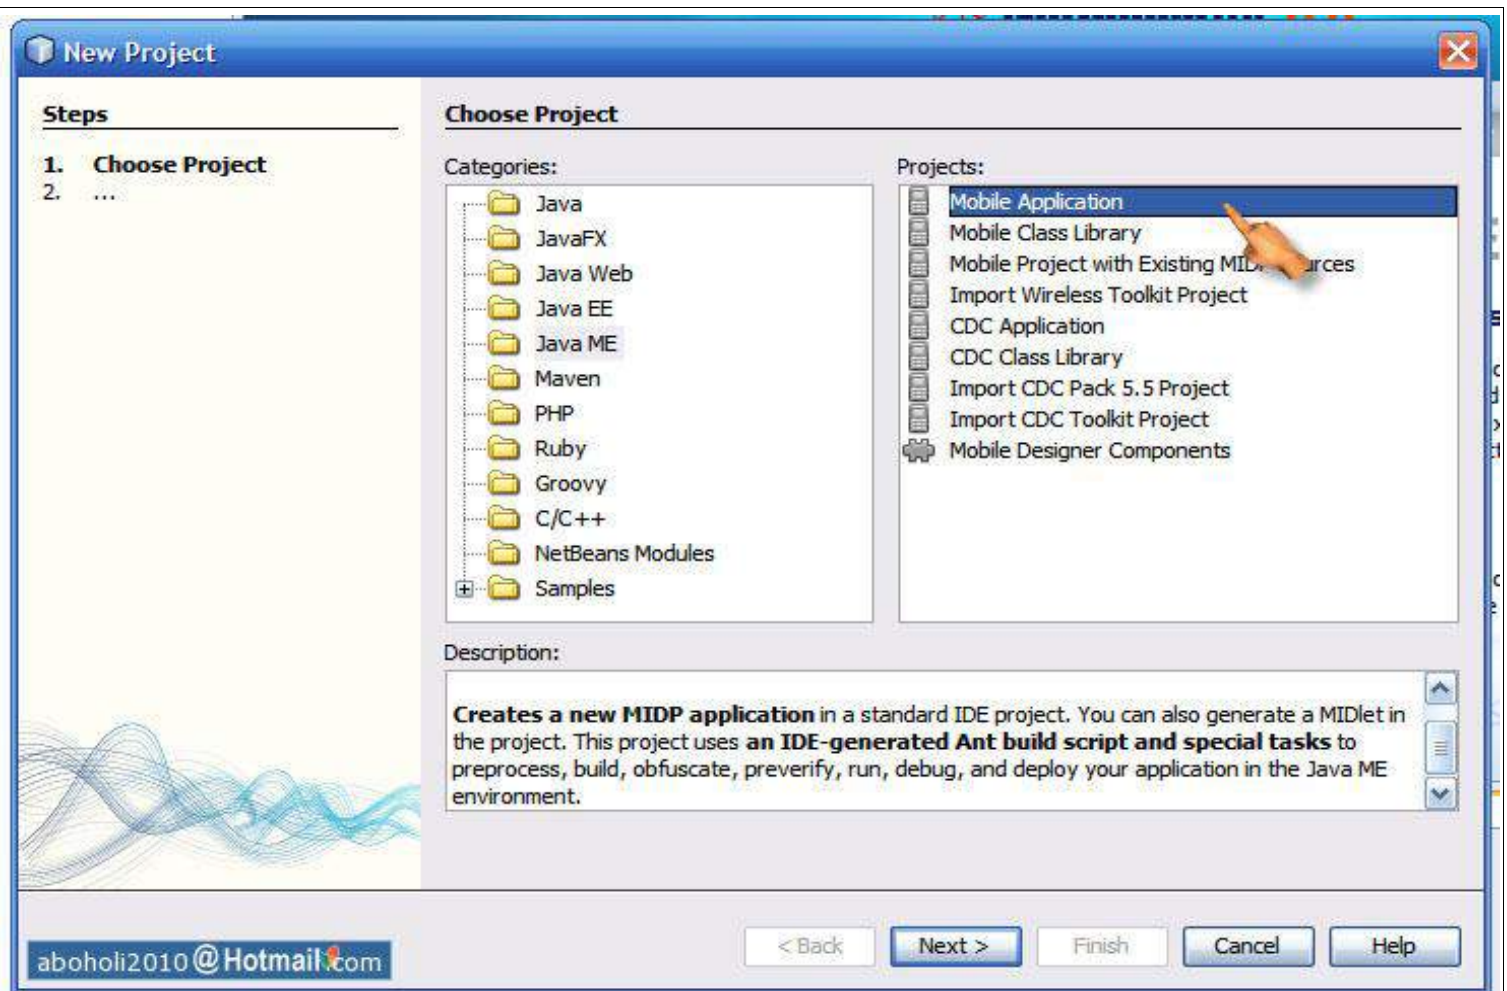 New Project
Steps
1. Choose Project
2. ...
Choose Project
Categories:
Java
JavaFX
Java Web
Java EE
Java ME
Maven
PHP
Ruby
Groovy
C/C++
NetBeans Modules
Samples
Projects:
Mobile Application
Mobile Class Library
Mobile Project with Existing
Import Wireless Toolkit Project
CDC Application
CDC Class Library
Import CDC Pack 5.5 Project
Import CDC Toolkit Project
Mobile Designer Components
Description:
Creates a new MIDP application in a standard IDE project. You can also generate a MIDlet in
the project. This project uses an IDE-generated Ant build script and special tasks to
preprocess, build, obfuscate, preverify, run, debug, and deploy your application in the Java ME
environment.
aboholi2010@Hotmail.com
< Back
Next >
Finish
Cancel
Help